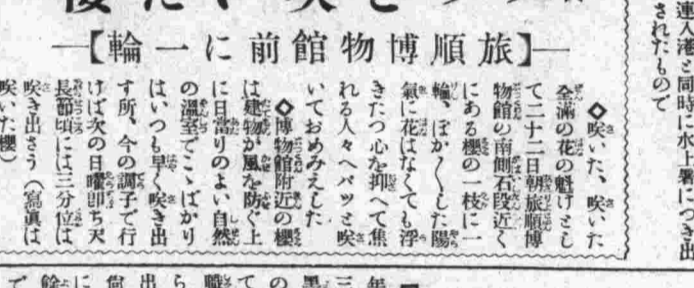 連入港と同時に水上署につき出
されたもので
【旅順博物館前に一輪】
◇咲いた、咲いた
全滿の花の魁けとし
て二十二日朝旅順博
物館の南側石段近く
にある櫻の一枝に一
輪、ぽか〱した陽
氣に花はなくても浮
きたつ心を抑へて焦
れる人々へパツと咲
いておめみえした
◇博物館附近の櫻
は建物が風を防ぐ上
に日當りのよい自然
の溫室でこゝばかり
はいつも早く咲き出
す所、今の調子で行
けば次の日曜卽ち天
長節頃には三分位は
咲き出さう(寫眞は
咲いた櫻)